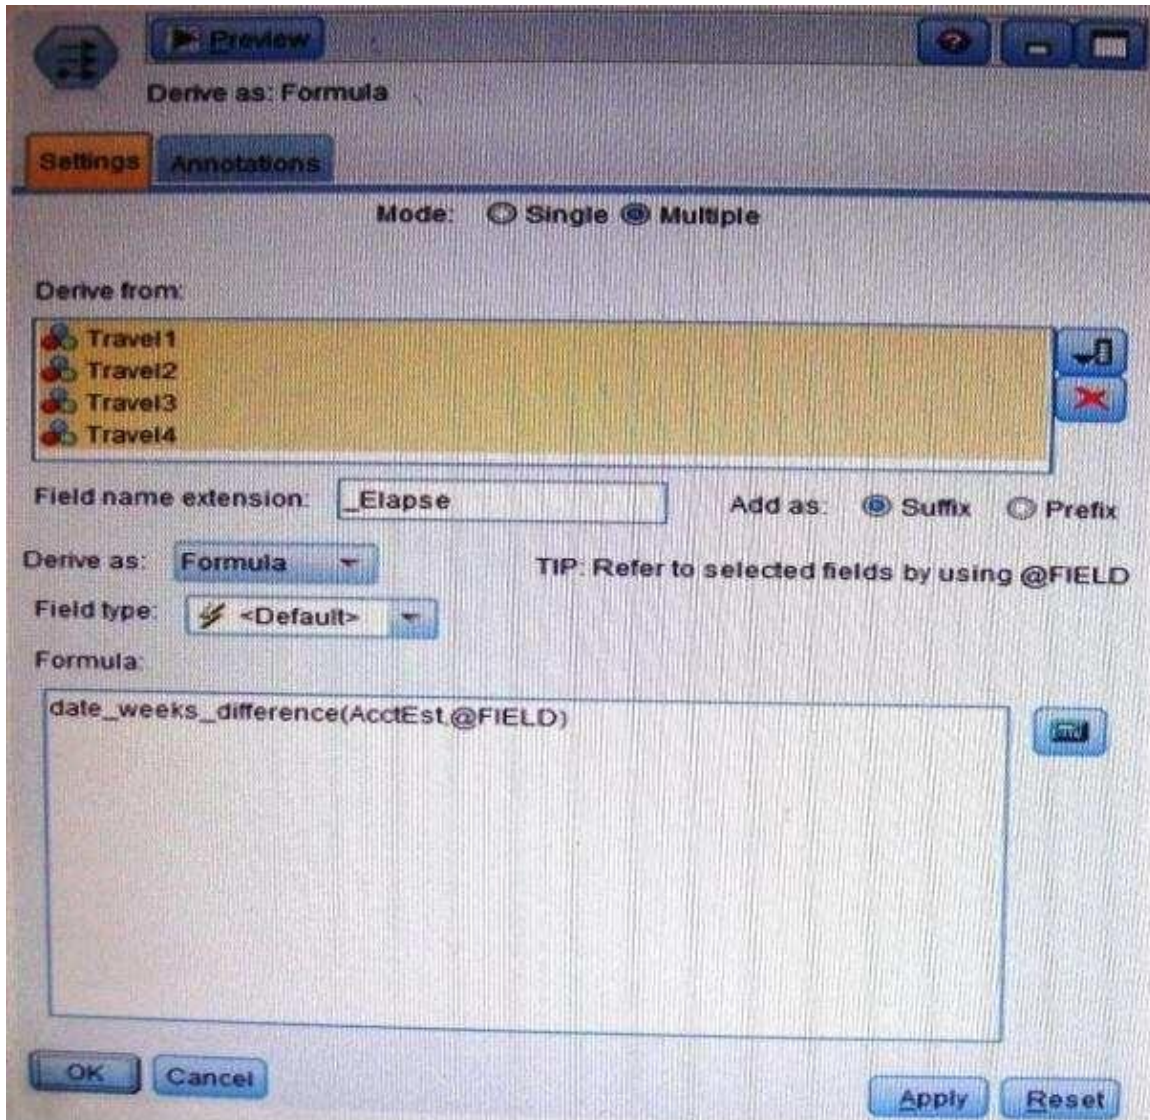 Preview
Derive as: Formula
Settings Annotations
Mode: Single Multiple
Derive from:
Travel1
Travel2
Travel3
Travel4
Field name extension: _Elapse Add as: Suffix Prefix
Derive as: Formula TIP: Refer to selected fields by using @FIELD
Field type: <Default>
Formula:
date_weeks_difference(AcctEst,@FIELD)
OK Cancel Apply Reset